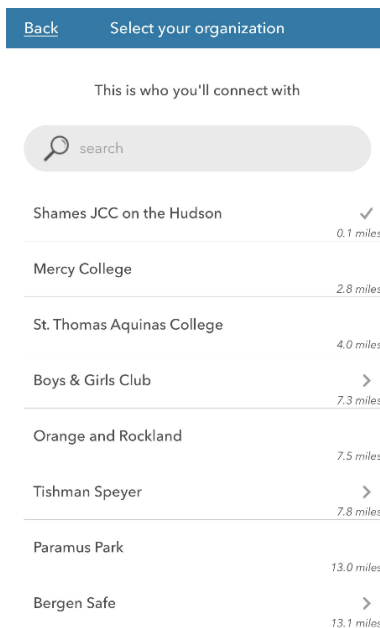 Back Select your organization
This is who you'll connect with
search
Shames JCC on the Hudson
0.1 miles
Mercy College
2.8 miles
St. Thomas Aquinas College
4.0 miles
Boys & Girls Club
7.3 miles
Orange and Rockland
7.5 miles
Tishman Speyer
7.8 miles
Paramus Park
13.0 miles
Bergen Safe
13.1 miles